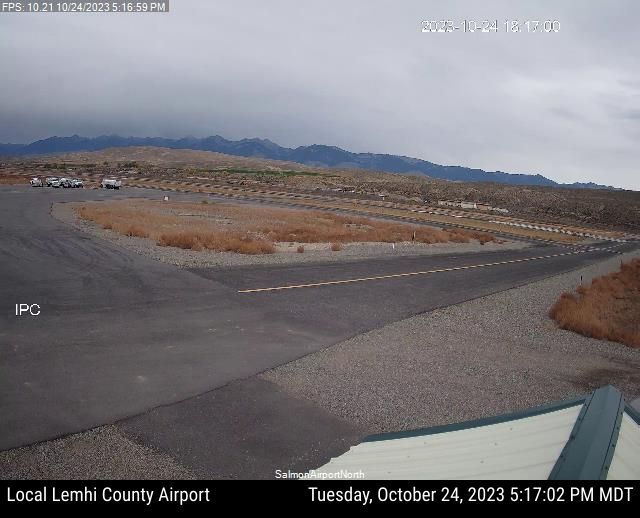 FPS: 10.21 10/24/2023 5:16:59 PM
2023-10-24 18:17:00
IPC
SalmonAirportNorth
Local Lemhi County Airport Tuesday, October 24, 2023 5:17:02 PM MDT